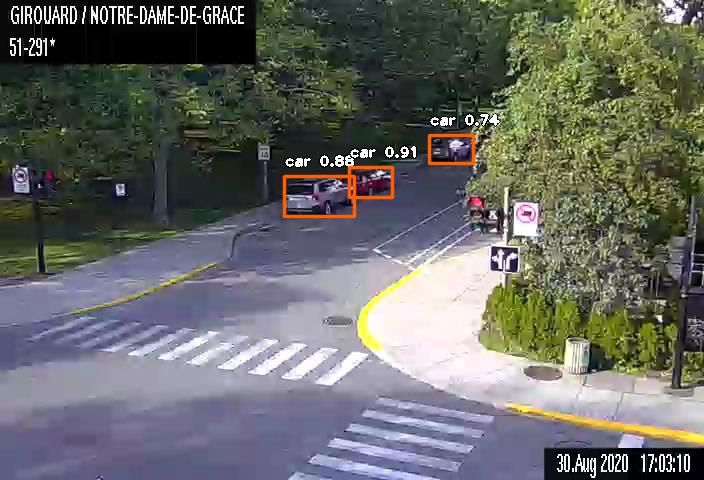 GIROUARD / NOTRE-DAME-DE-GRACE
51-291*
car 0.74
car 0.91
car 0.88
30.Aug 2020 17:03:10